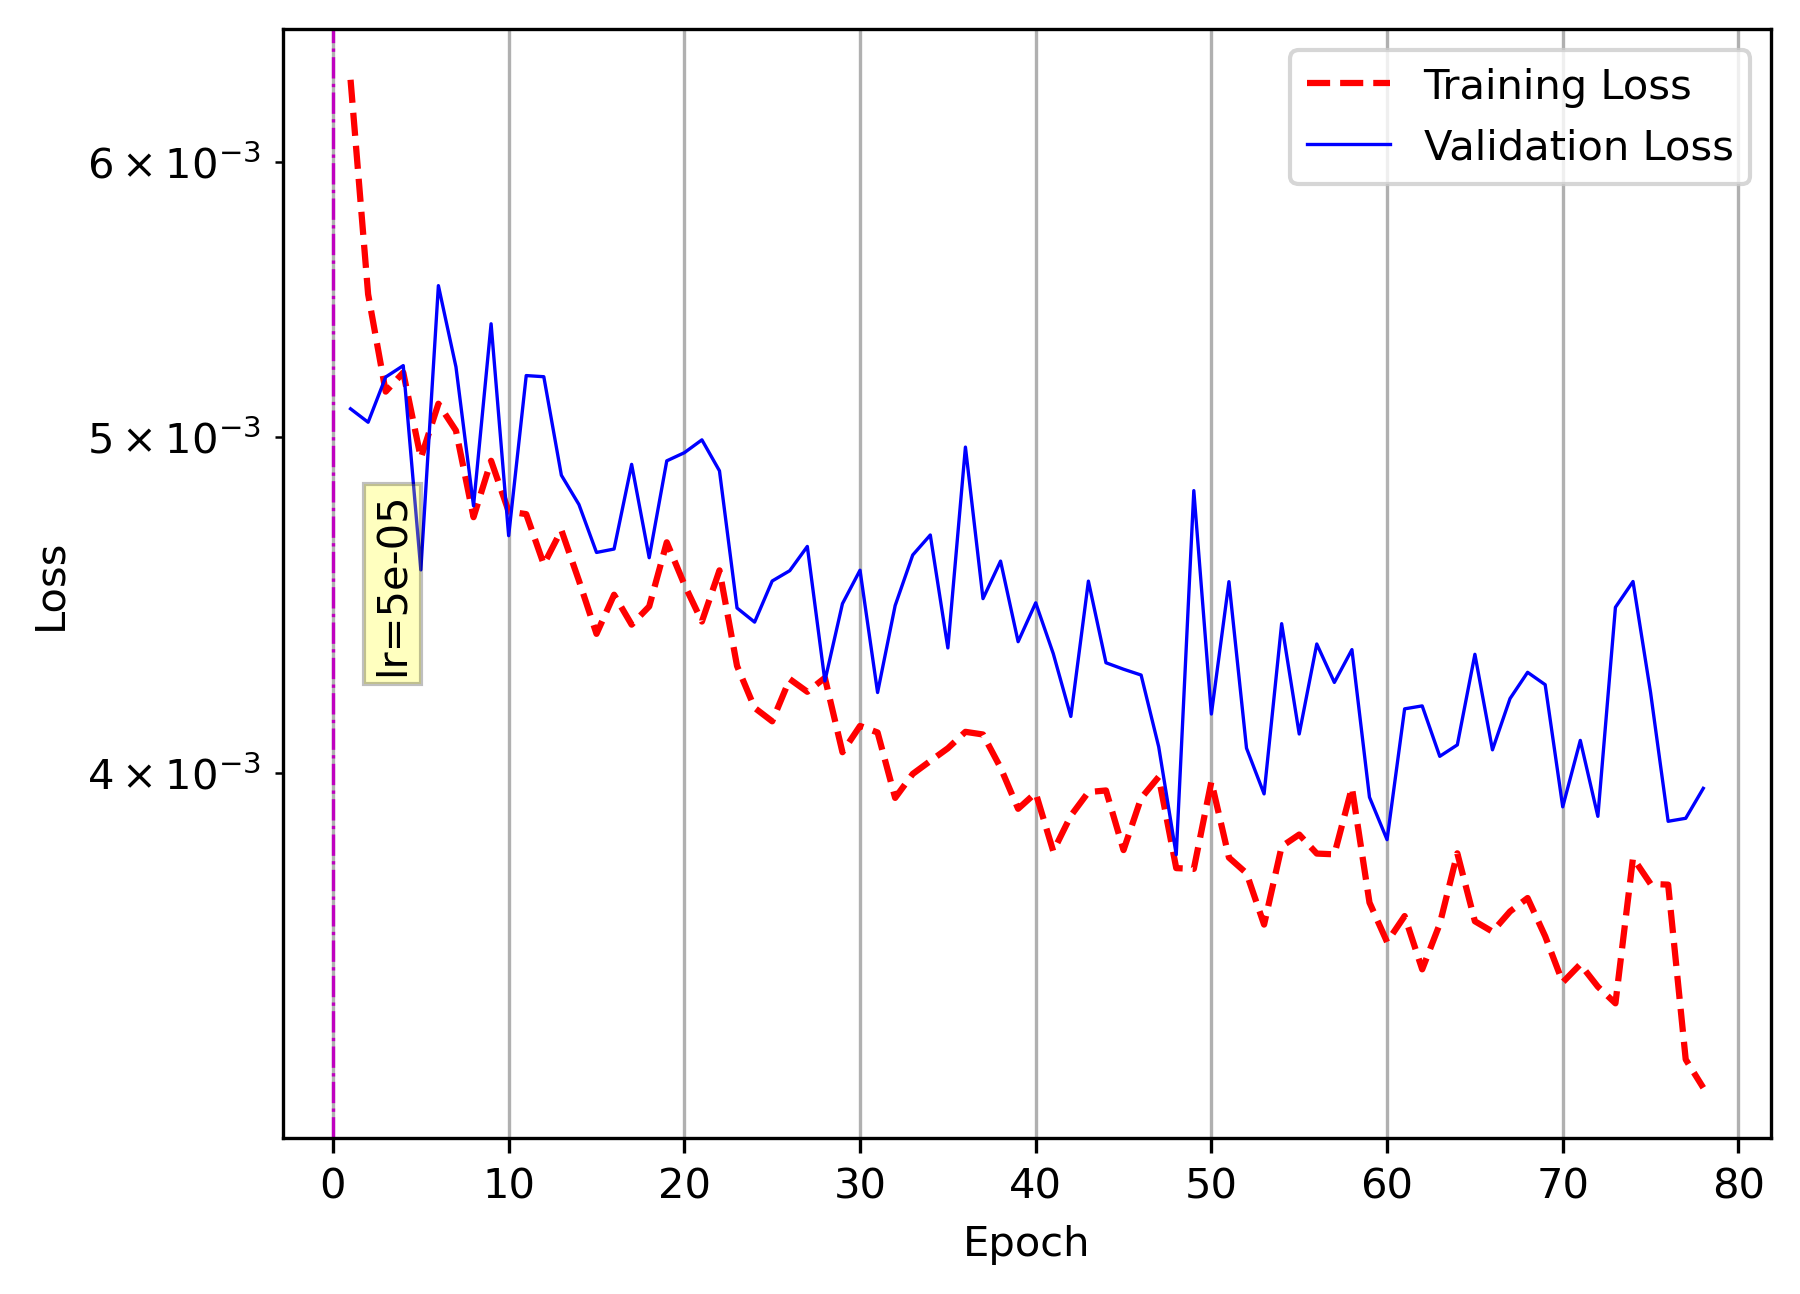 Training Loss
Validation Loss
6 × 10⁻³
5 × 10⁻³
4 × 10⁻³
Loss
lr=5e-05
0 10 20 30 40 50 60 70 80
Epoch